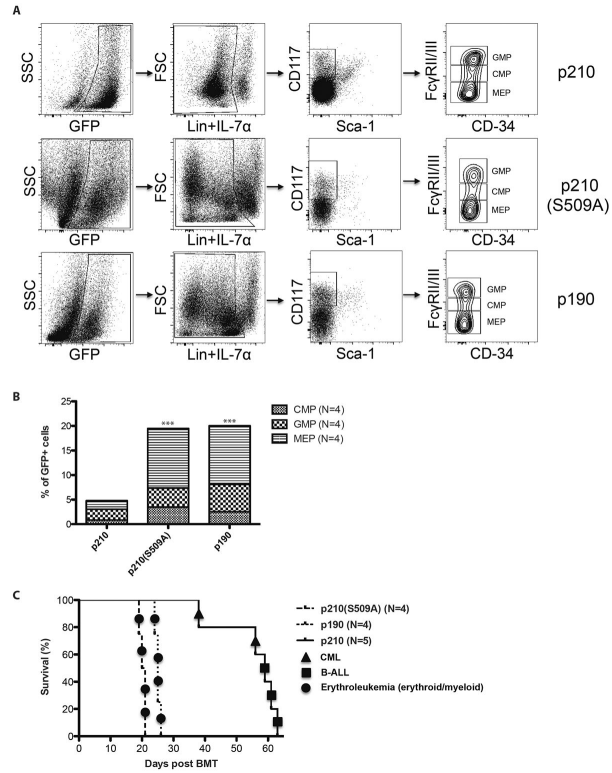 A
SSC
GFP
FSC
Lin+IL-7α
CD117
Sca-1
FcγRII/III
GMP
CMP
MEP
CD-34
p210
SSC
GFP
FSC
Lin+IL-7α
CD117
Sca-1
FcγRII/III
GMP
CMP
MEP
CD-34
p210
(S509A)
SSC
GFP
FSC
Lin+IL-7α
CD117
Sca-1
FcγRII/III
GMP
CMP
MEP
CD-34
p190
B
% of GFP+ cells
25
20
15
10
5
0
***
***
p210
p210(S509A)
p190
CMP (N=4)
GMP (N=4)
MEP (N=4)
C
Survival (%)
100
80
60
40
20
0
0
10
20
30
40
50
60
Days post BMT
p210(S509A) (N=4)
p190 (N=4)
p210 (N=5)
CML
B-ALL
Erythroleukemia (erythroid/myeloid)